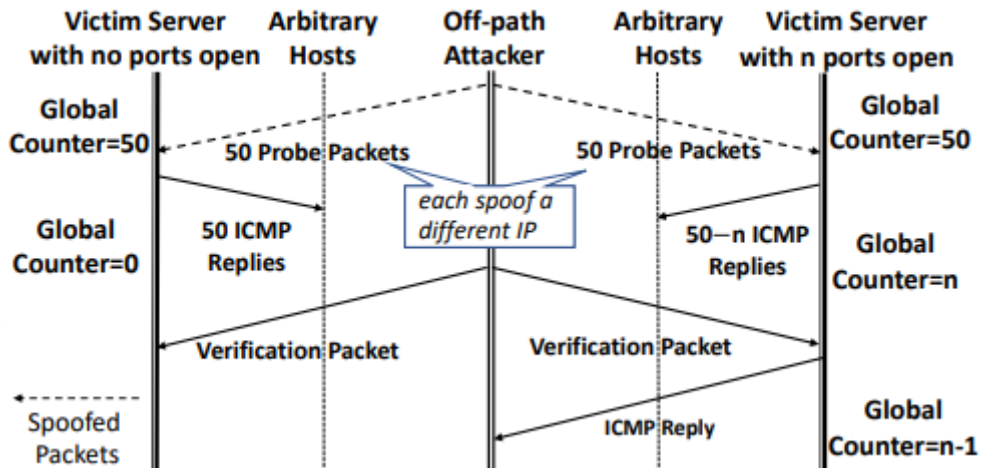 Victim Server
with no ports open
Arbitrary
Hosts
Off-path
Attacker
Arbitrary
Hosts
Victim Server
with n ports open
Global
Counter=50
50 Probe Packets
50 Probe Packets
Global
Counter=50
each spoof a
different IP
50 ICMP
Replies
50−n ICMP
Replies
Global
Counter=0
Global
Counter=n
Verification Packet
Verification Packet
Spoofed
Packets
ICMP Reply
Global
Counter=n-1